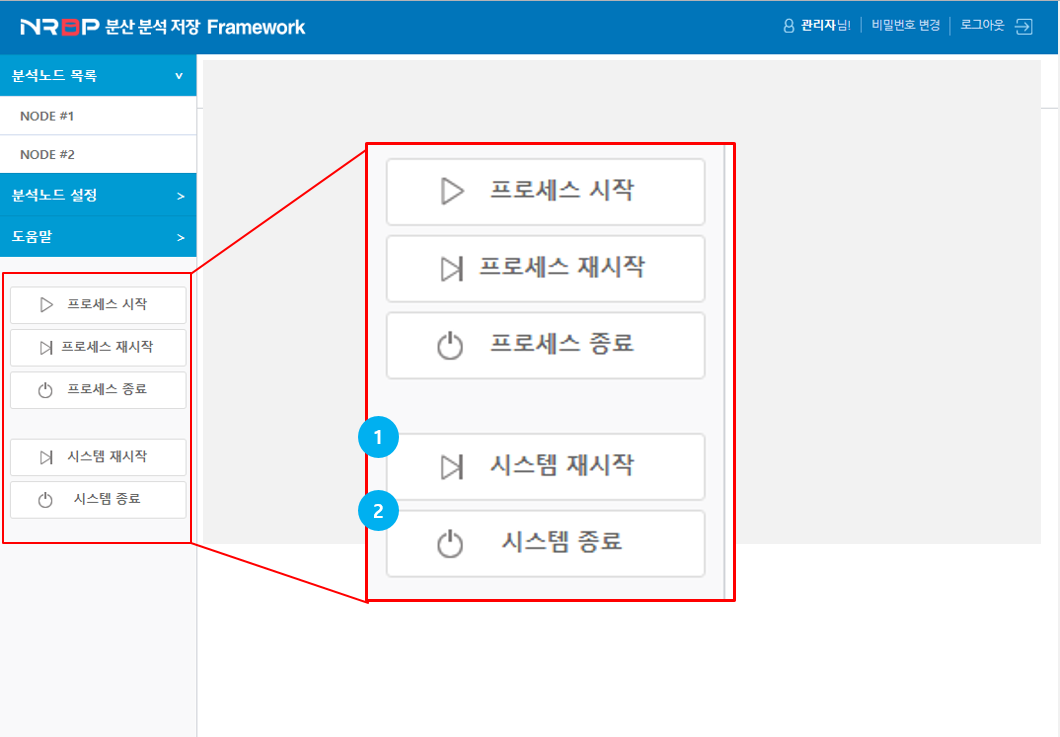 NRBP 분산 분석 저장 Framework
관리자님! 비밀번호 변경 로그아웃
분석노드 목록
NODE #1
NODE #2
분석노드 설정 >
도움말 >
프로세스 시작
프로세스 재시작
프로세스 종료
시스템 재시작
시스템 종료
프로세스 시작
프로세스 재시작
프로세스 종료
1
시스템 재시작
2
시스템 종료